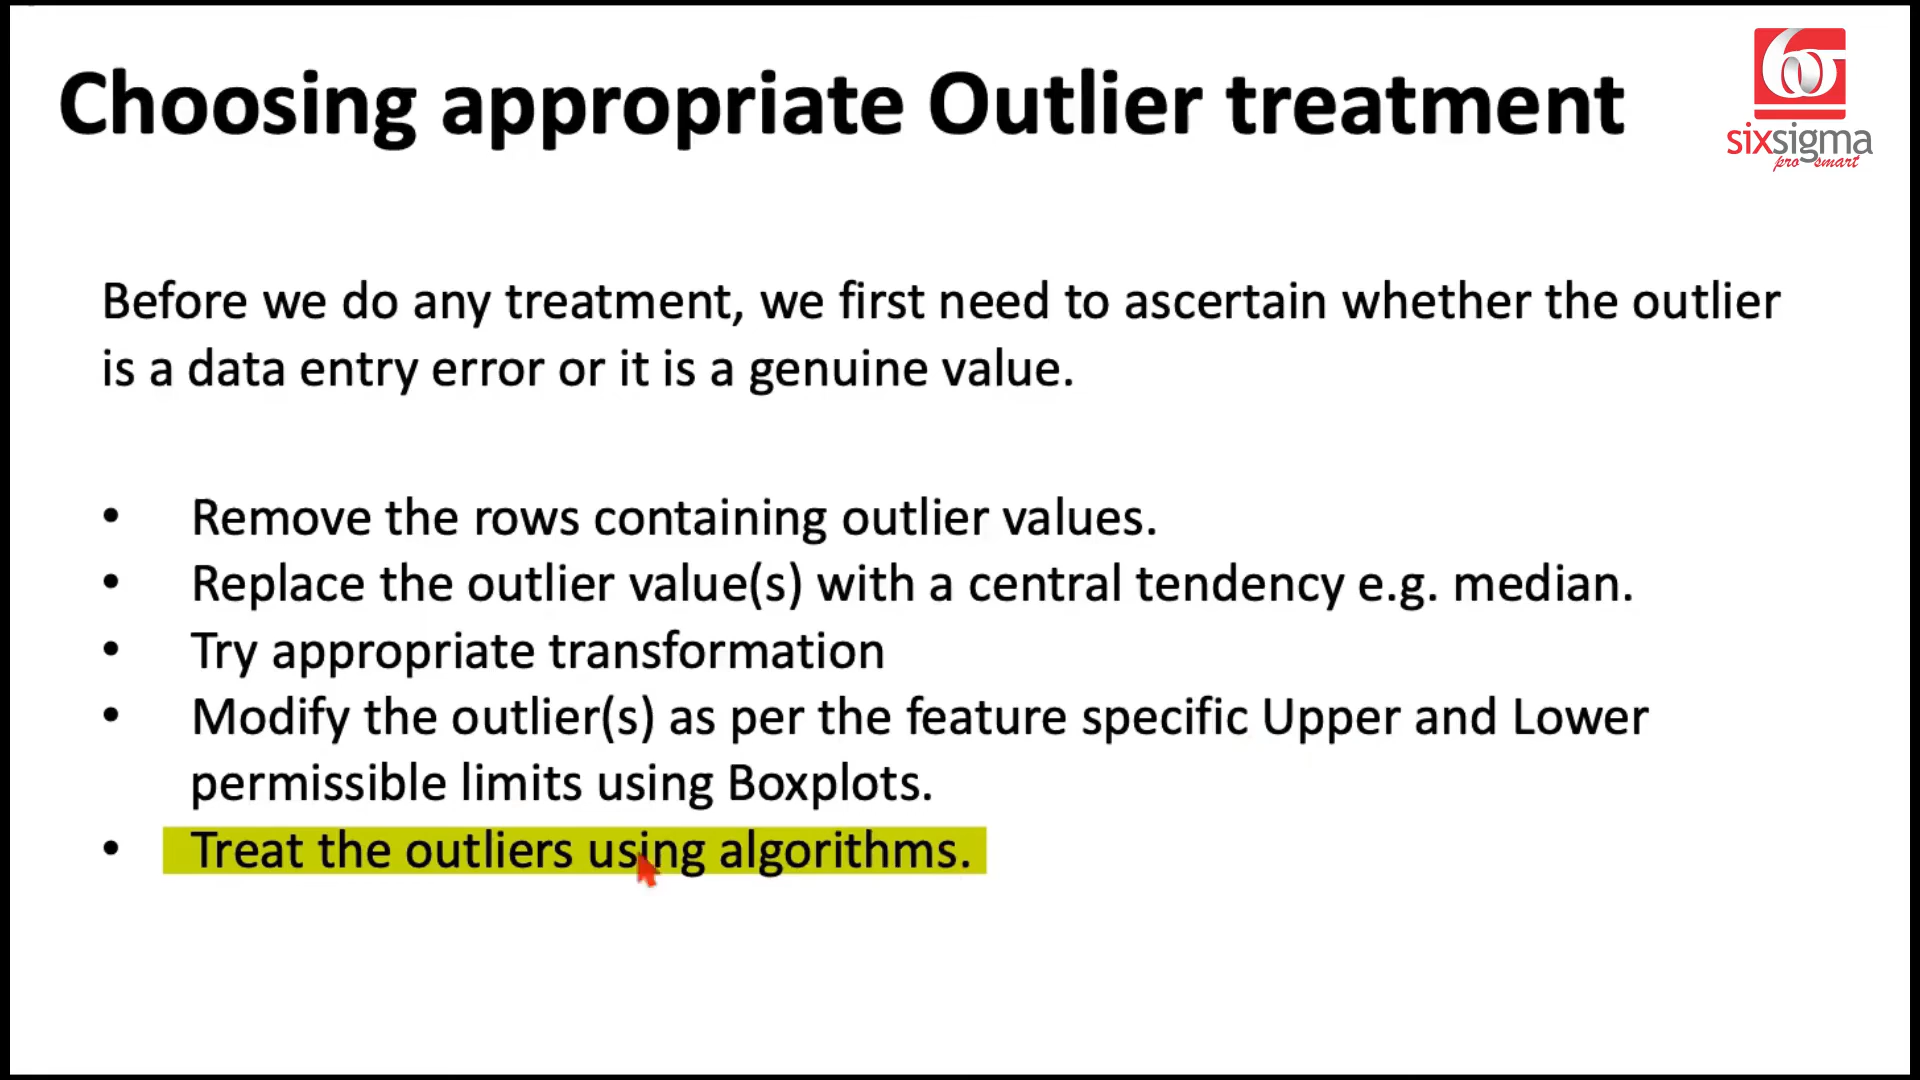 Choosing appropriate Outlier treatment
sixsigma
pro smart
Before we do any treatment, we first need to ascertain whether the outlier
is a data entry error or it is a genuine value.
• Remove the rows containing outlier values.
• Replace the outlier value(s) with a central tendency e.g. median.
• Try appropriate transformation
• Modify the outlier(s) as per the feature specific Upper and Lower
permissible limits using Boxplots.
• Treat the outliers using algorithms.